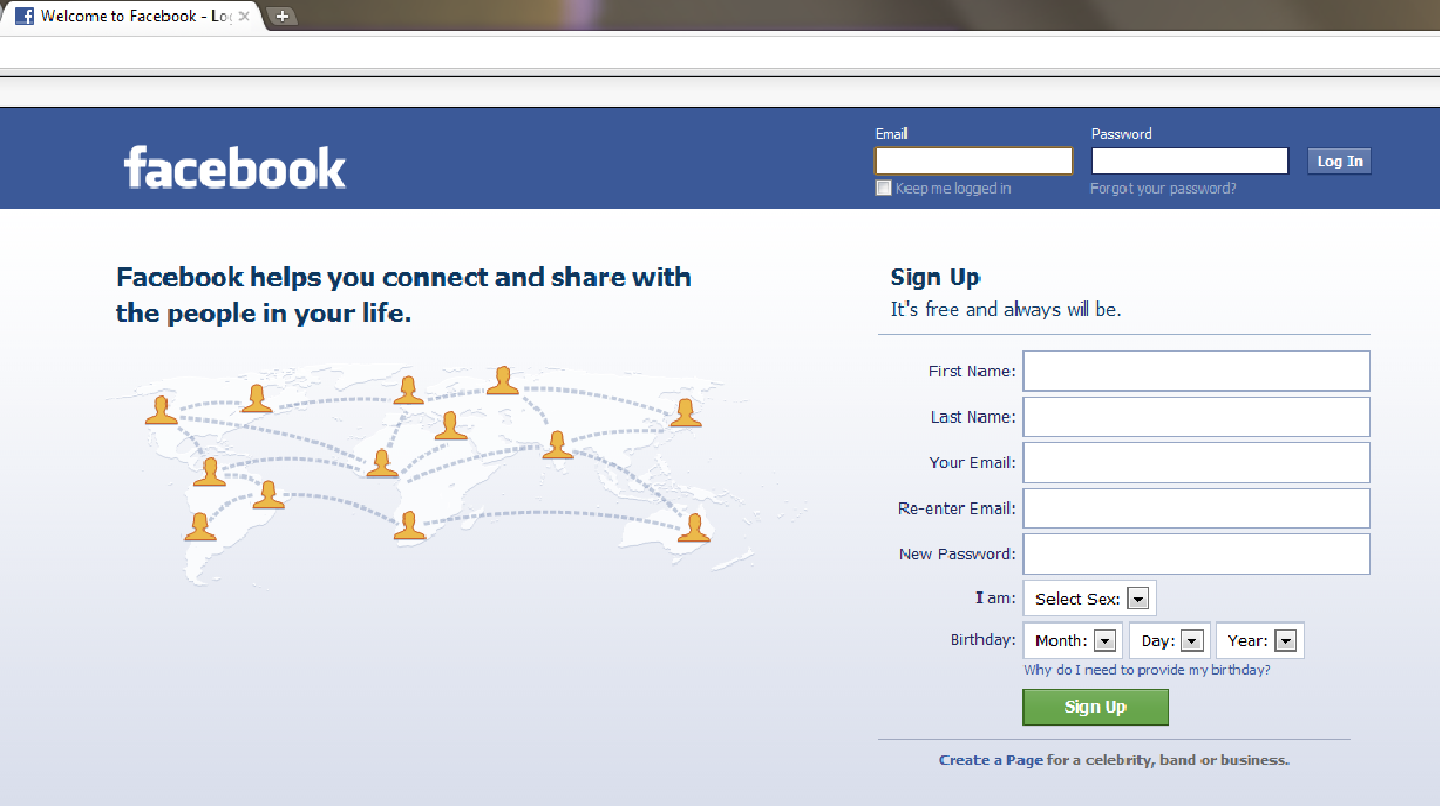 Welcome to Facebook - Lo
facebook
Email
Password
Log In
Keep me logged in
Forgot your password?
Facebook helps you connect and share with
the people in your life.
Sign Up
It's free and always will be.
First Name:
Last Name:
Your Email:
Re-enter Email:
New Password:
I am:
Select Sex:
Birthday:
Month:
Day:
Year:
Why do I need to provide my birthday?
Sign Up
Create a Page for a celebrity, band or business.